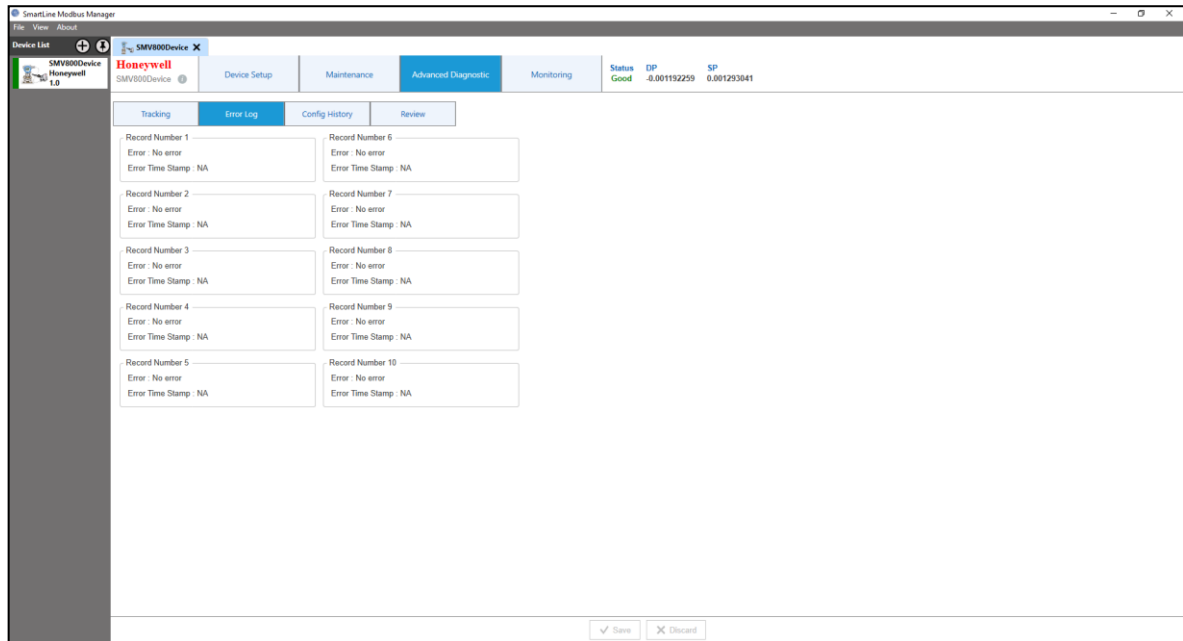 SmartLine Modbus Manager
File View About
Device List
SMV800Device
Honeywell
1.0
SMV800Device
Honeywell
SMV800Device
Device Setup
Maintenance
Advanced Diagnostic
Monitoring
Status DP SP
Good -0.001192259 0.001293041
Tracking
Error Log
Config History
Review
Record Number 1
Error : No error
Error Time Stamp : NA
Record Number 2
Error : No error
Error Time Stamp : NA
Record Number 3
Error : No error
Error Time Stamp : NA
Record Number 4
Error : No error
Error Time Stamp : NA
Record Number 5
Error : No error
Error Time Stamp : NA
Record Number 6
Error : No error
Error Time Stamp : NA
Record Number 7
Error : No error
Error Time Stamp : NA
Record Number 8
Error : No error
Error Time Stamp : NA
Record Number 9
Error : No error
Error Time Stamp : NA
Record Number 10
Error : No error
Error Time Stamp : NA
Save
Discard